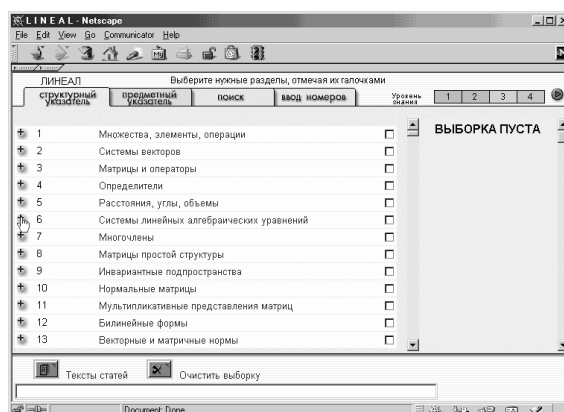 LINEAL - Netscape
File Edit View Go Communicator Help
ЛИНЕАЛ Выберите нужные разделы, отмечая их галочками
структурный указатель предметный указатель поиск ввод номеров Уровень знания 1 2 3 4
1 Множества, элементы, операции
2 Системы векторов
3 Матрицы и операторы
4 Определители
5 Расстояния, углы, объемы
6 Системы линейных алгебраических уравнений
7 Многочлены
8 Матрицы простой структуры
9 Инвариантные подпространства
10 Нормальные матрицы
11 Мультипликативные представления матриц
12 Билинейные формы
13 Векторные и матричные нормы
ВЫБОРКА ПУСТА
Тексты статей Очистить выборку
Document: Done